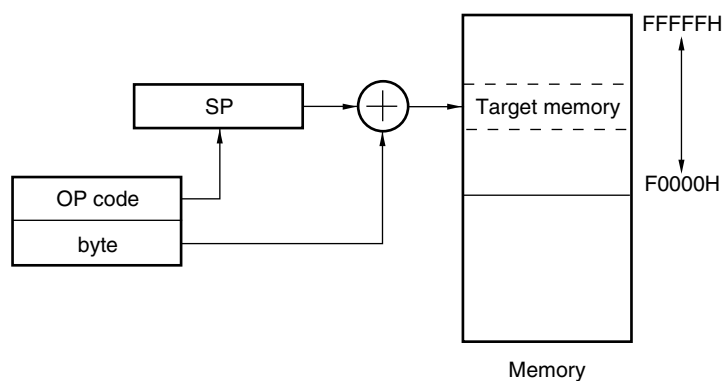 FFFFFH
SP
Target memory
OP code
F0000H
byte
Memory